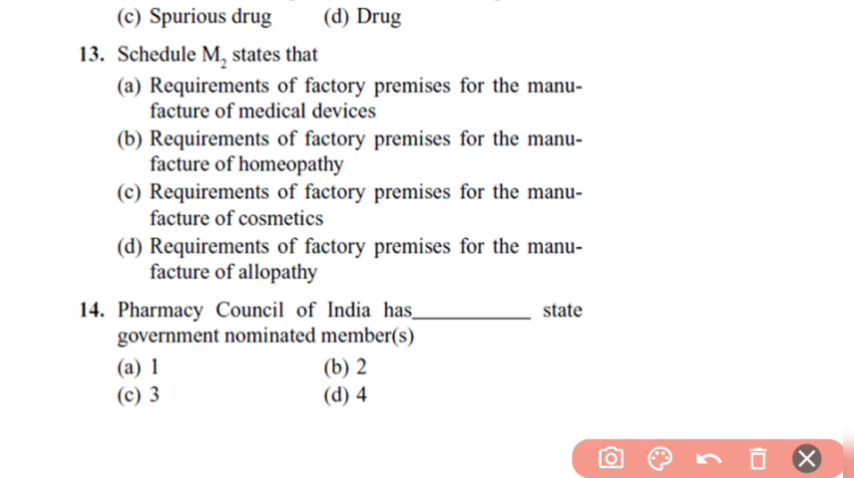 (c) Spurious drug (d) Drug
13. Schedule M₂ states that
(a) Requirements of factory premises for the manu-
facture of medical devices
(b) Requirements of factory premises for the manu-
facture of homeopathy
(c) Requirements of factory premises for the manu-
facture of cosmetics
(d) Requirements of factory premises for the manu-
facture of allopathy
14. Pharmacy Council of India has___________ state
government nominated member(s)
(a) 1 (b) 2
(c) 3 (d) 4